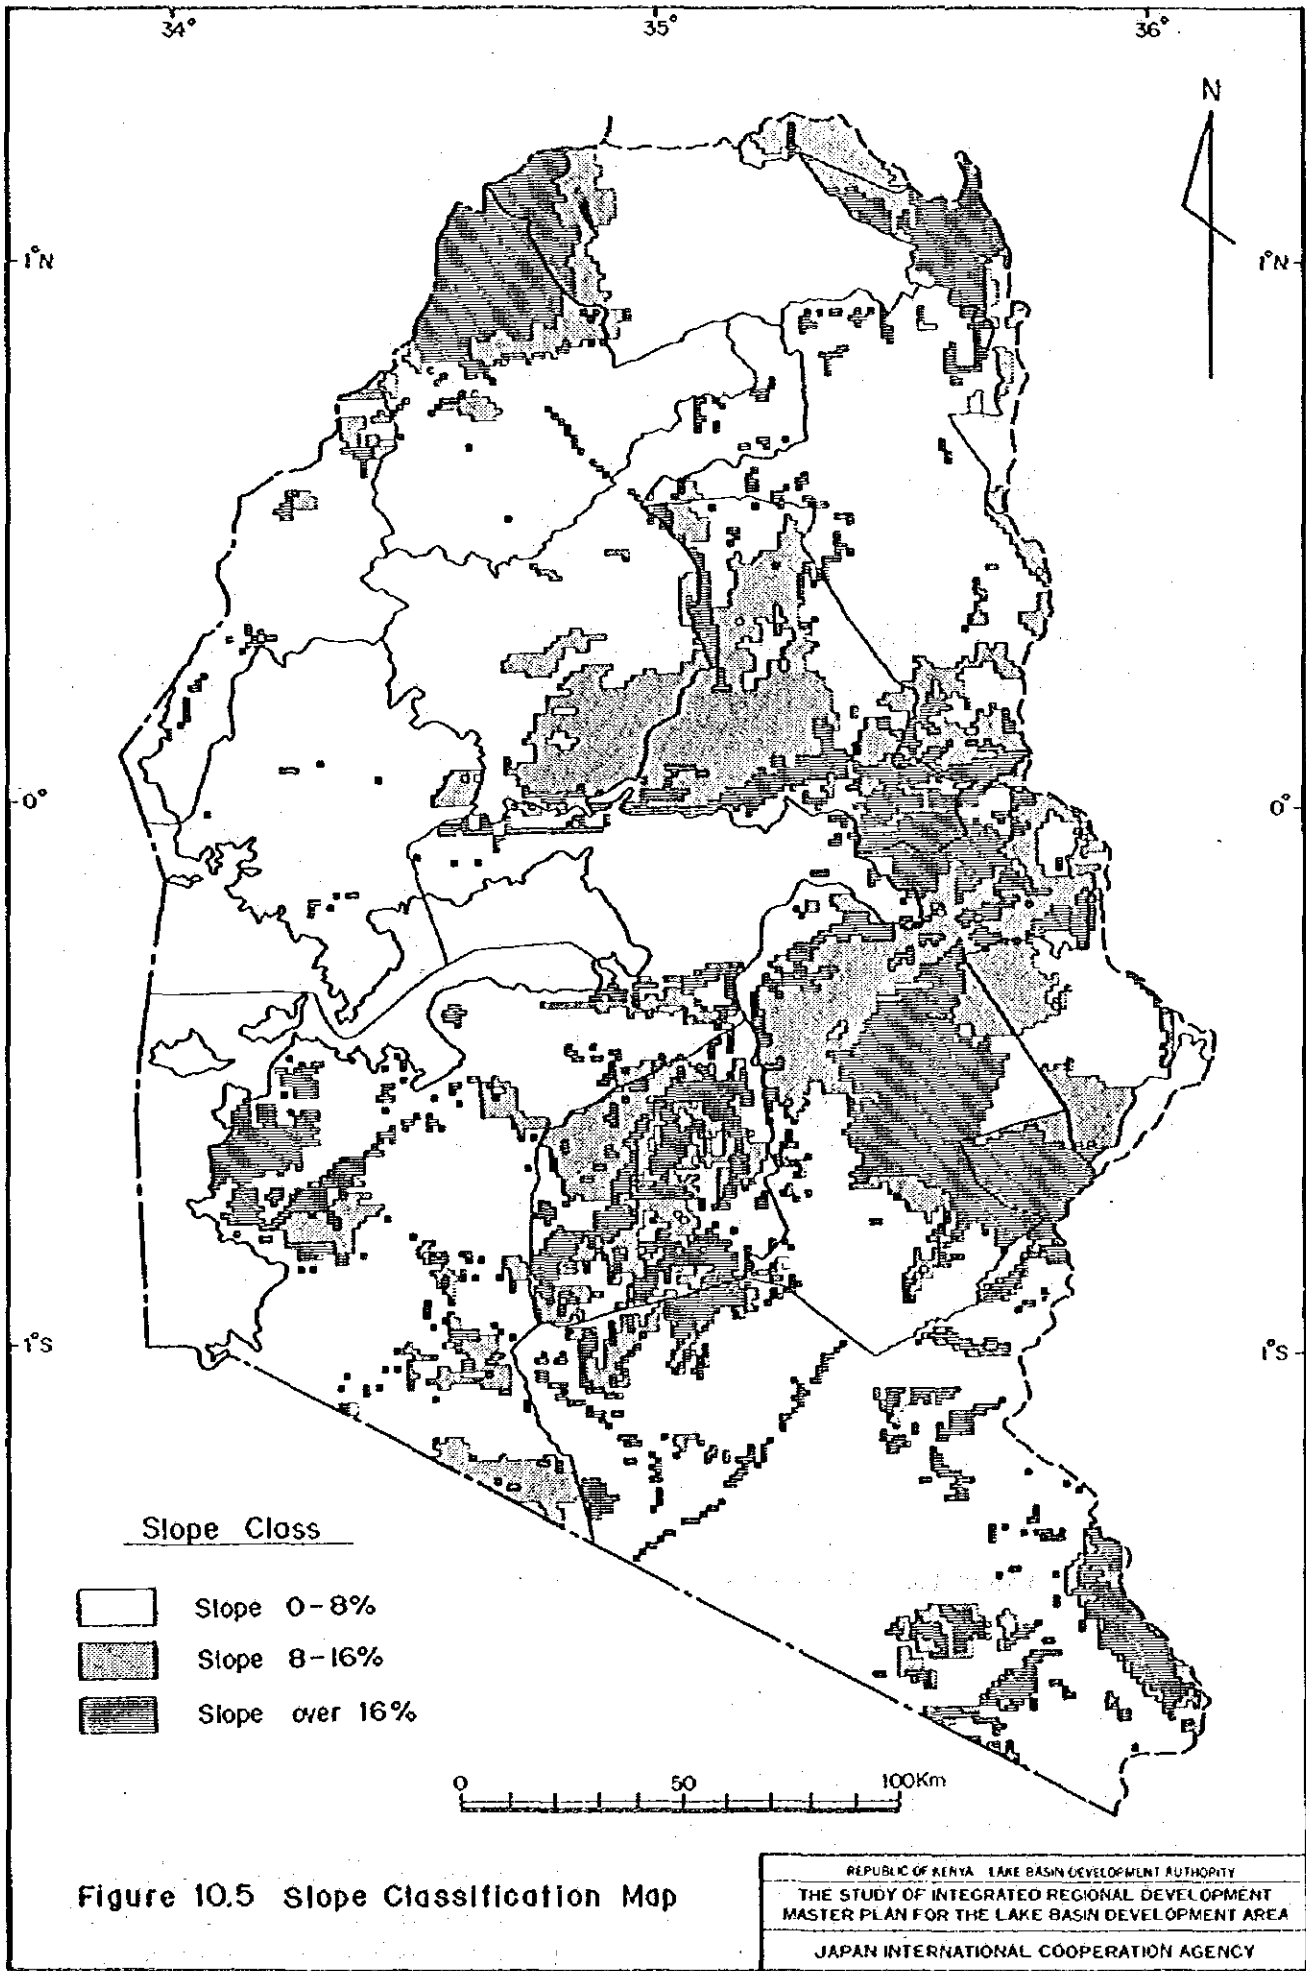 34° 35° 36°
N
1°N 1°N
0° 0°
1°S 1°S
Slope Class
Slope 0-8%
Slope 8-16%
Slope over 16%
0 50 100Km
Figure 10.5 Slope Classification Map
REPUBLIC OF KENYA LAKE BASIN DEVELOPMENT AUTHORITY
THE STUDY OF INTEGRATED REGIONAL DEVELOPMENT
MASTER PLAN FOR THE LAKE BASIN DEVELOPMENT AREA
JAPAN INTERNATIONAL COOPERATION AGENCY